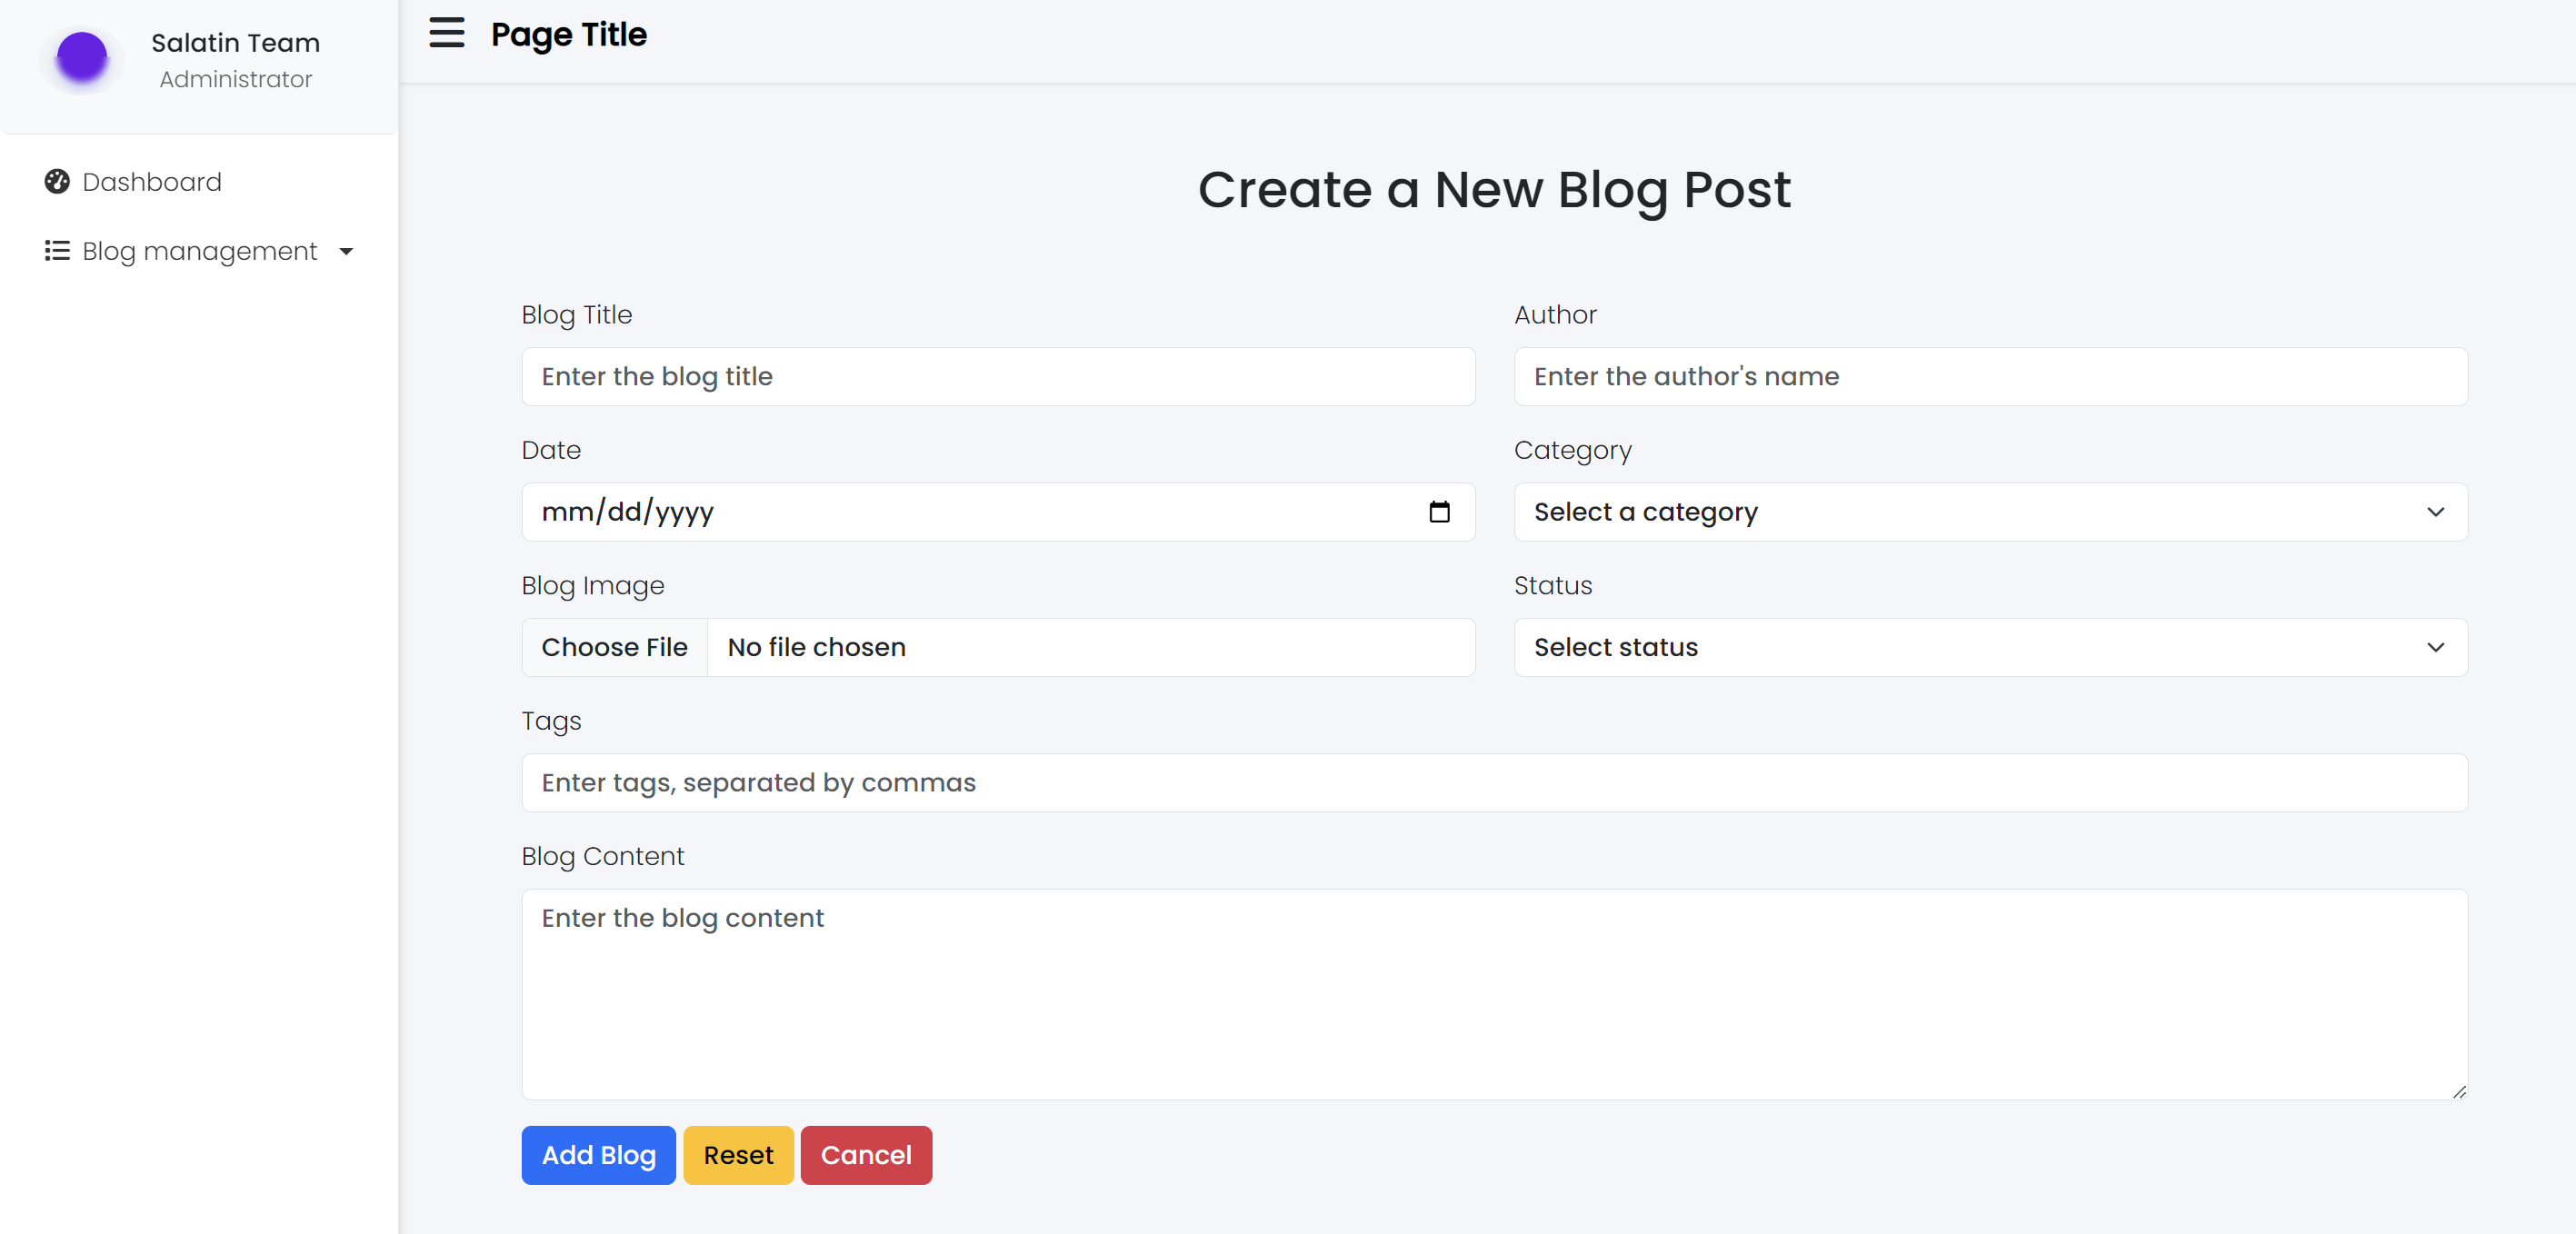 Salatin Team
Administrator
Dashboard
Blog management
Page Title
Create a New Blog Post
Blog Title
Enter the blog title
Author
Enter the author's name
Date
mm/dd/yyyy
Category
Select a category
Blog Image
Choose File No file chosen
Status
Select status
Tags
Enter tags, separated by commas
Blog Content
Enter the blog content
Add Blog Reset Cancel